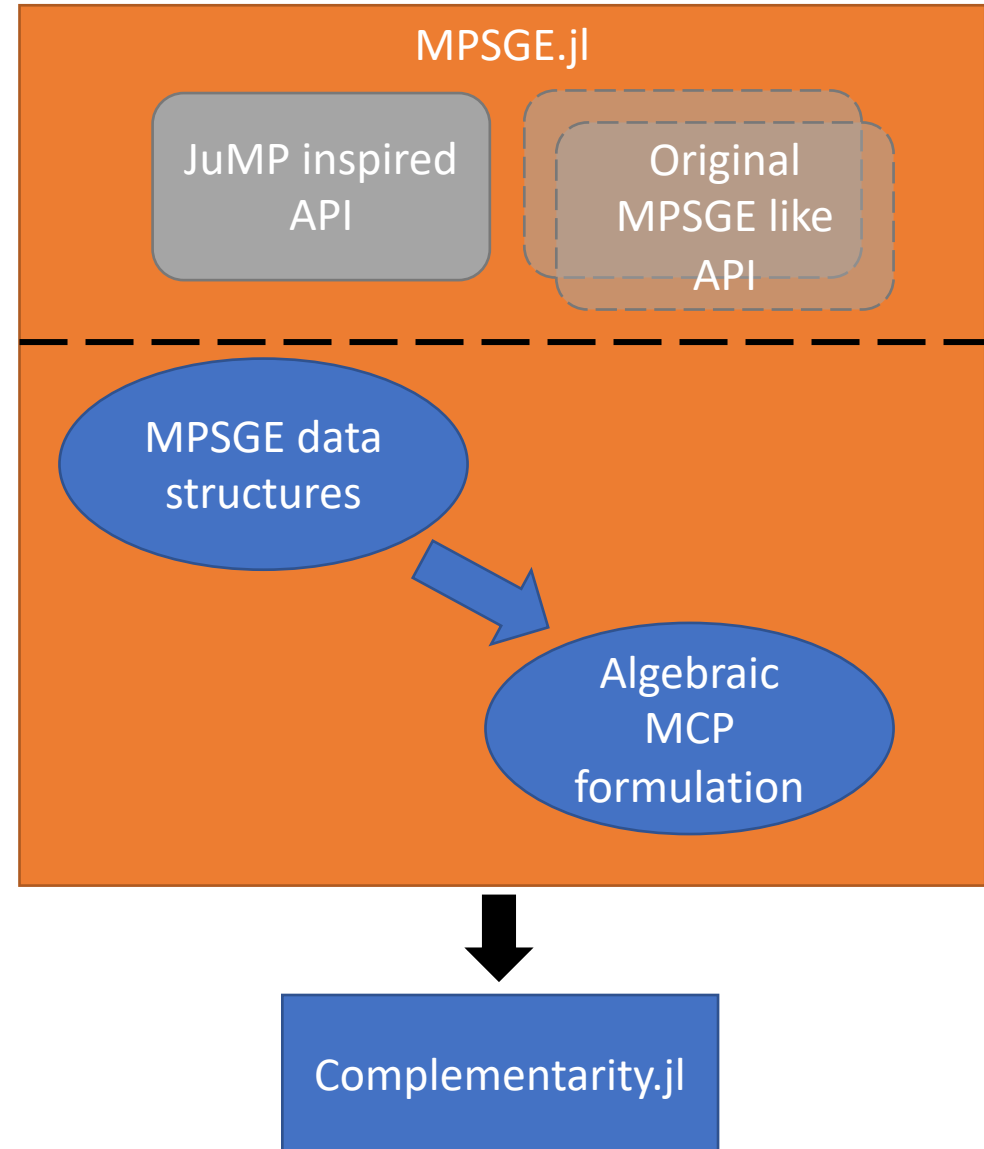 MPSGE.jl
JuMP inspired
API
Original
MPSGE like
API
MPSGE data
structures
Algebraic
MCP
formulation
Complementarity.jl